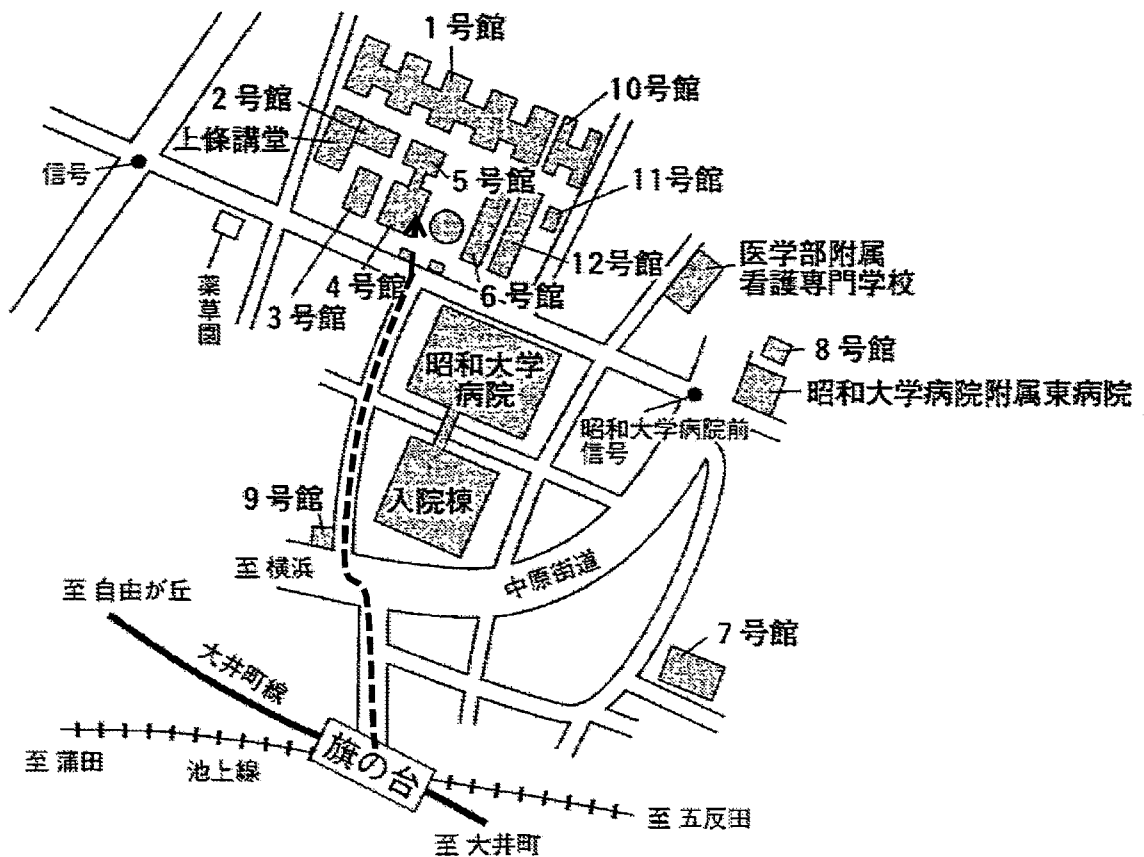 1号館
10号館
2号館
上條講堂
信号
5号館
11号館
12号館
医学部附属
看護専門学校
薬草園
4号館
6号館
3号館
8号館
昭和大学
病院
昭和大学病院附属東病院
昭和大学病院前
信号
9号館
入院棟
至 横浜
中原街道
至 自由が丘
7号館
大井町線
旗の台
至 蒲田
池上線
至 五反田
至 大井町